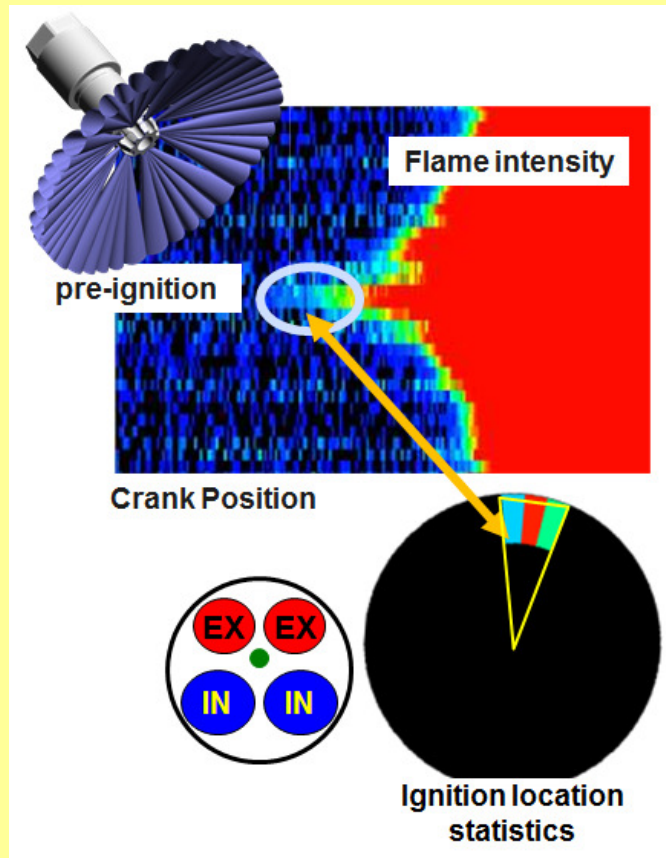 Flame intensity
pre-ignition
Crank Position
EX EX
IN IN
Ignition location
statistics